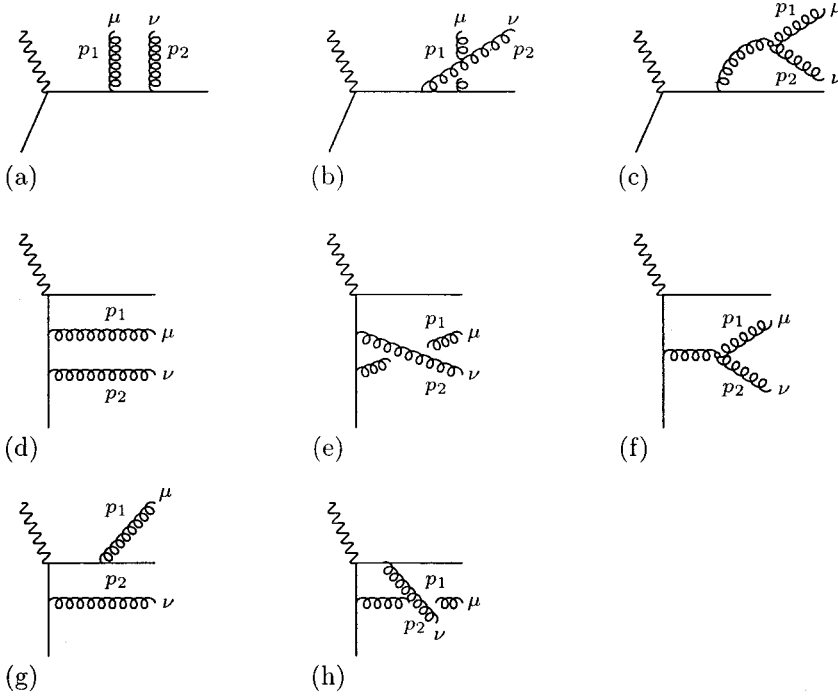 μ ν
p₁ p₂
(a)
μ ν
p₁ p₂
(b)
p₁ μ
p₂ ν
(c)
p₁ μ
p₂ ν
(d)
p₁ μ
p₂ ν
(e)
p₁ μ
p₂ ν
(f)
p₁ μ
p₂ ν
(g)
p₁ μ
p₂ ν
(h)